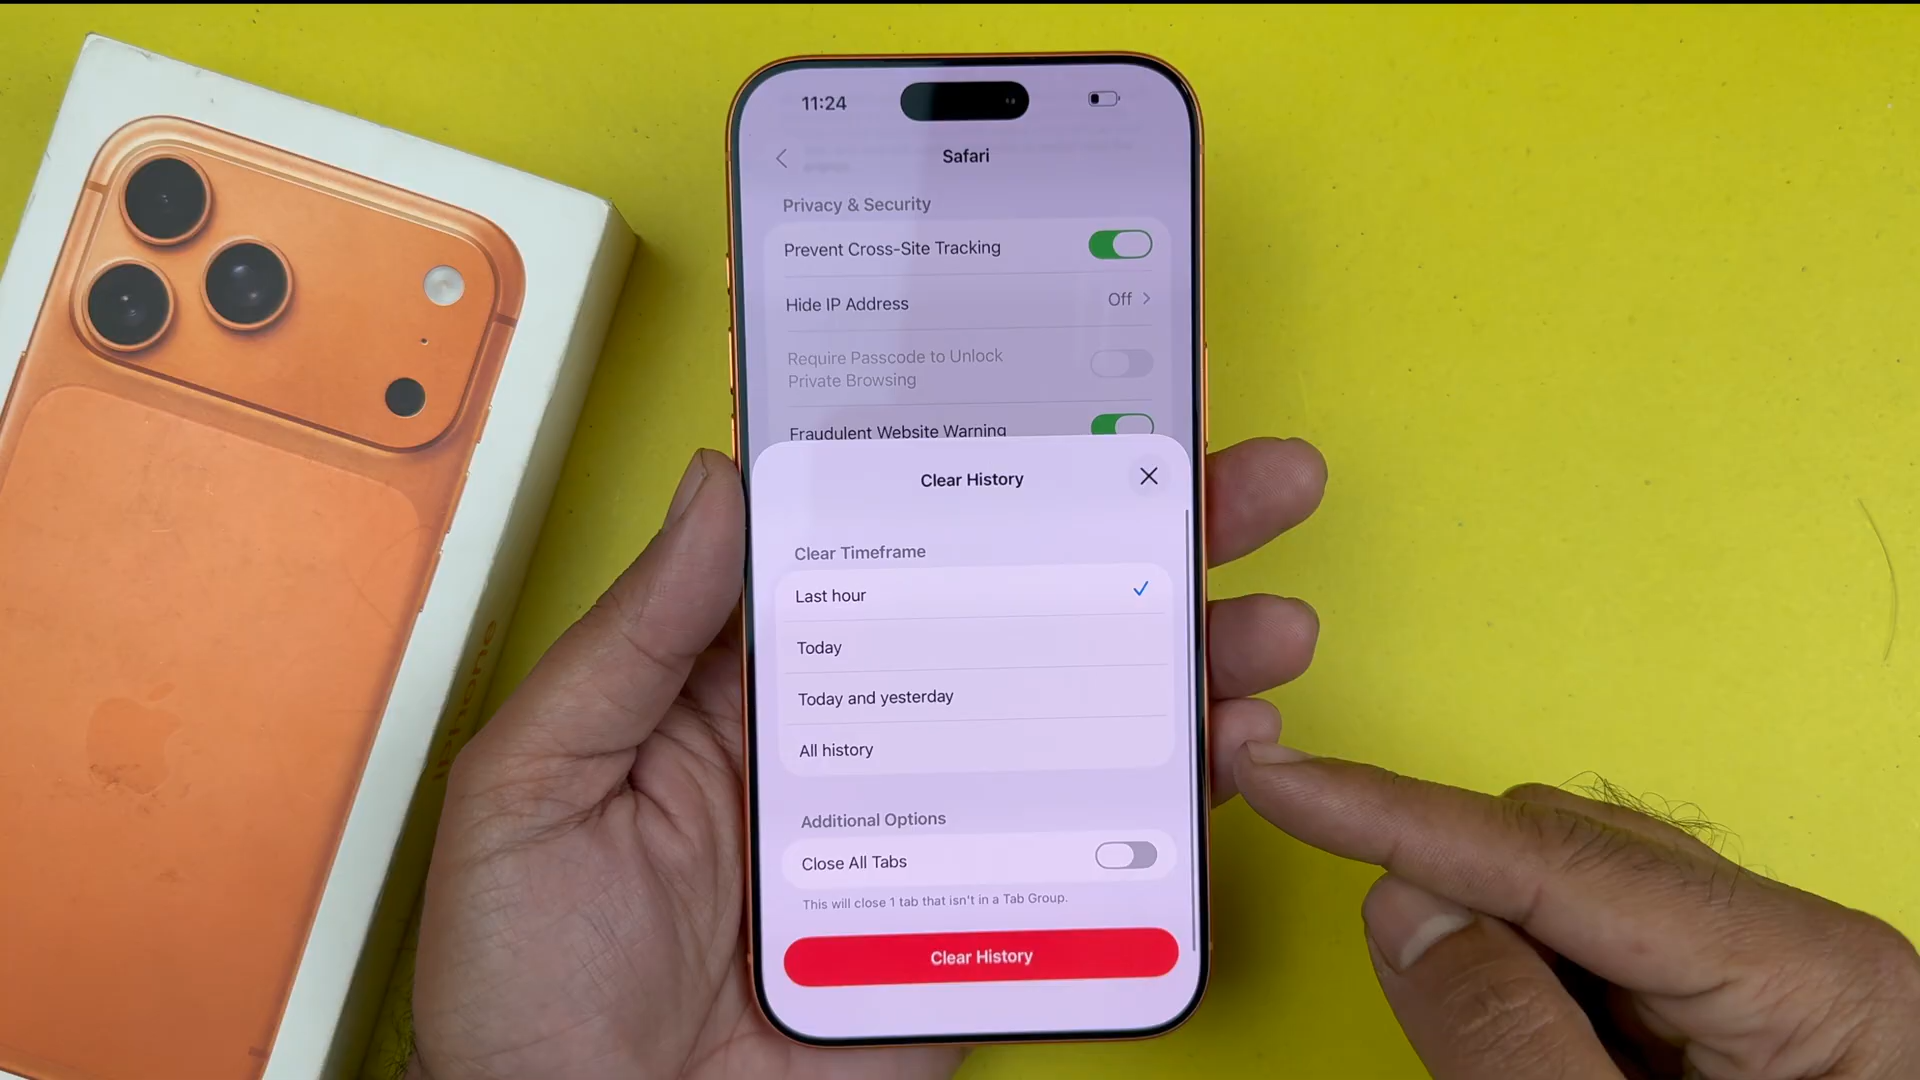 11:24
Safari
Privacy & Security
Prevent Cross-Site Tracking
Hide IP Address
Off
Require Passcode to Unlock
Private Browsing
Fraudulent Website Warning
Clear History
Clear Timeframe
Last hour
Today
Today and yesterday
All history
Additional Options
Close All Tabs
This will close 1 tab that isn't in a Tab Group.
Clear History